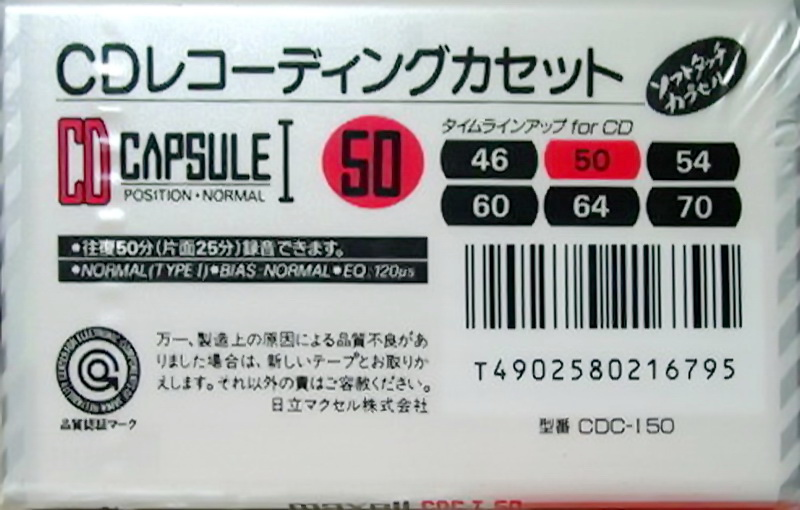 CDレコーディングカセット
ソフトタッチ
カラセル
CD CAPSULE I
POSITION・NORMAL
50
タイムラインアップ for CD
46 50 54
60 64 70
●往復50分(片面25分)録音できます。
●NORMAL(TYPE I)●BIAS:NORMAL●EQ.120μs
万一、製造上の原因による品質不良があ
りました場合は、新しいテープとお取りか
えします。それ以外の責はご容赦ください。
日立マクセル株式会社
品質認証マーク
T4902580216795
型番 CDC-I 50
maxell CDC-I 50